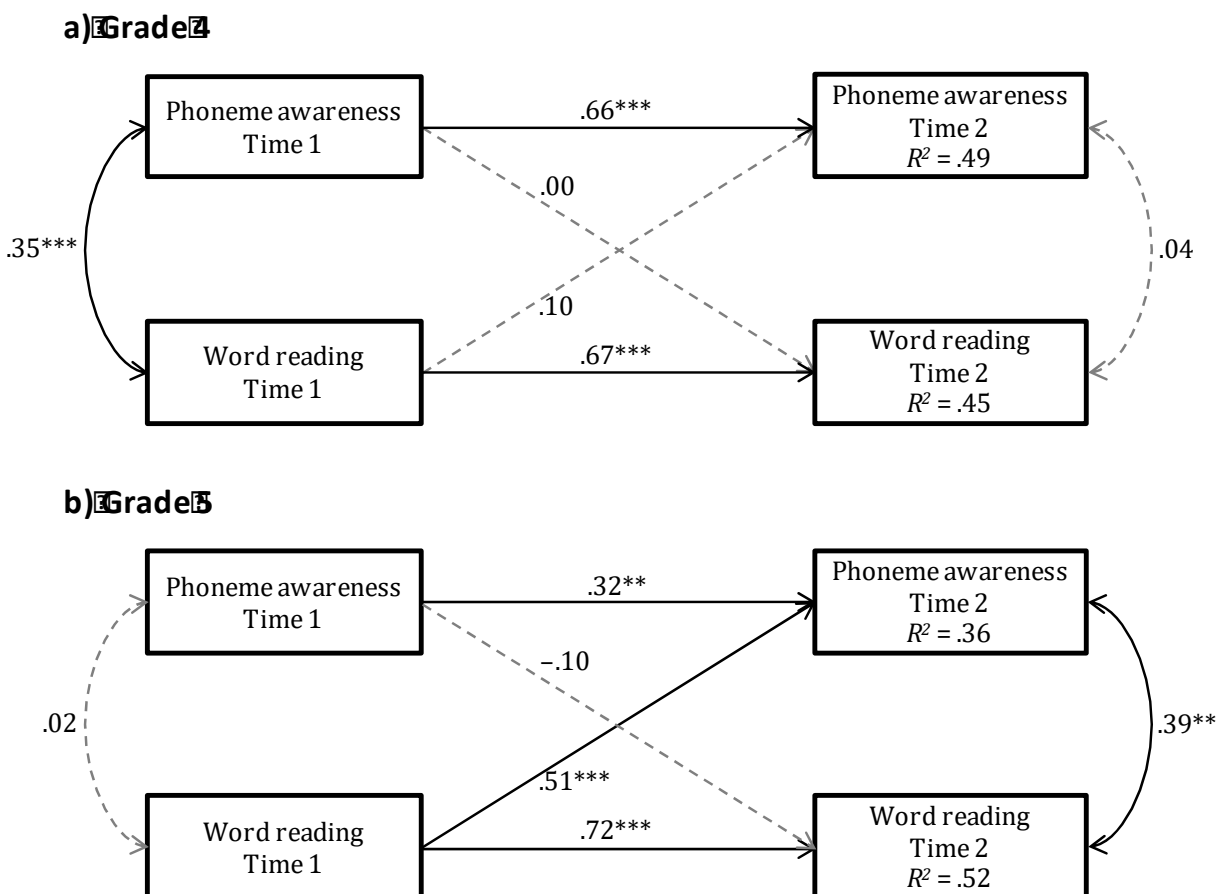 a) Grade 4
Phoneme awareness
Time 1
.66***
Phoneme awareness
Time 2
R² = .49
.00
.35***
.04
.10
Word reading
Time 1
.67***
Word reading
Time 2
R² = .45
b) Grade 5
Phoneme awareness
Time 1
.32**
Phoneme awareness
Time 2
R² = .36
–.10
.02
.39**
.51***
Word reading
Time 1
.72***
Word reading
Time 2
R² = .52